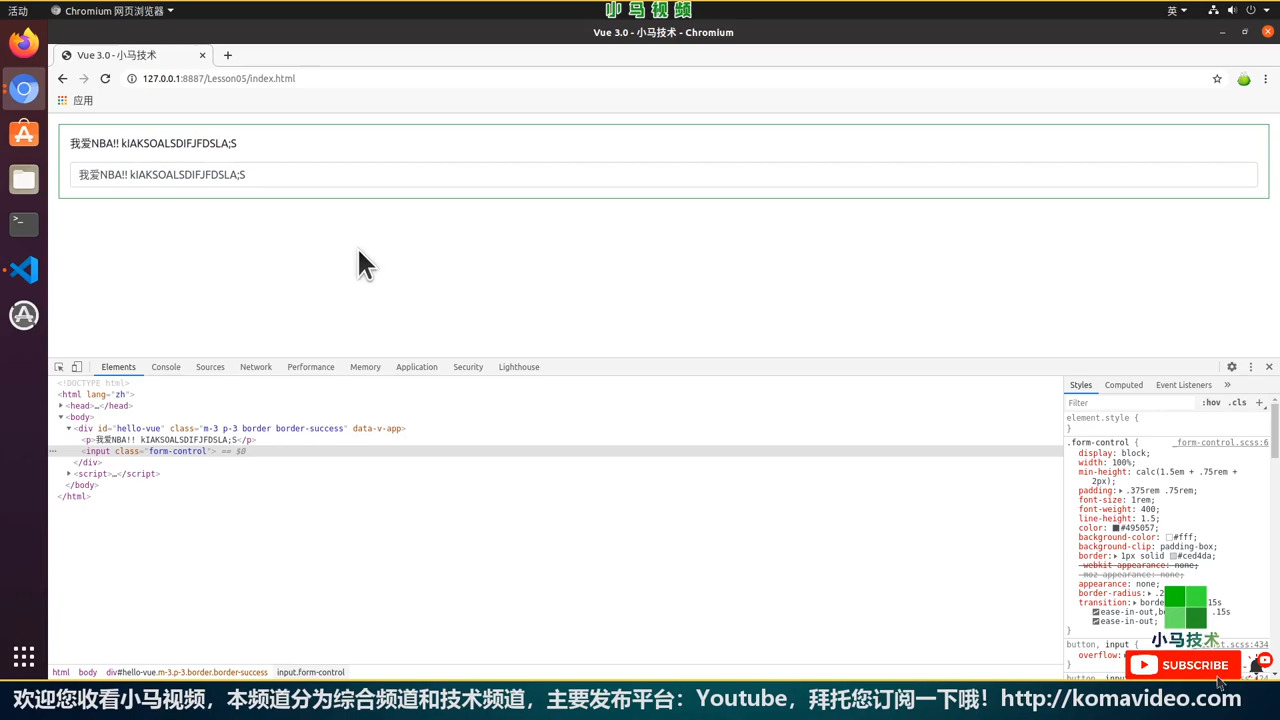 活动
Chromium 网页浏览器
小马视频
英
Vue 3.0 - 小马技术 - Chromium
Vue 3.0 - 小马技术
127.0.0.1:8887/Lesson05/index.html
应用
我爱NBA!! kIAKSOALSDIFJFDSLA;S
我爱NBA!! kIAKSOALSDIFJFDSLA;S
Elements Console Sources Network Performance Memory Application Security Lighthouse
<!DOCTYPE html>
<html lang="zh">
<head>…</head>
<body>
<div id="hello-vue" class="m-3 p-3 border border-success" data-v-app>
<p>我爱NBA!! kIAKSOALSDIFJFDSLA;S</p>
<input class="form-control"> == $0
</div>
<script>…</script>
</body>
</html>
html body div#hello-vue.m-3.p-3.border.border-success input.form-control
Styles Computed Event Listeners »
Filter :hov .cls +
element.style {
}
.form-control { _form-control.scss:6
display: block;
width: 100%;
min-height: calc(1.5em + .75rem +
2px);
padding: .375rem .75rem;
font-size: 1rem;
font-weight: 400;
line-height: 1.5;
color: #495057;
background-color: #fff;
background-clip: padding-box;
border: 1px solid #ced4da;
-webkit-appearance: none;
-moz-appearance: none;
appearance: none;
border-radius:
transition:
ease-in-out, .15s
ease-in-out;
}
button, input {
overflow:
}
小马技术
SUBSCRIBE
欢迎您收看小马视频，本频道分为综合频道和技术频道，主要发布平台：Youtube，拜托您订阅一下哦！http://komavideo.com